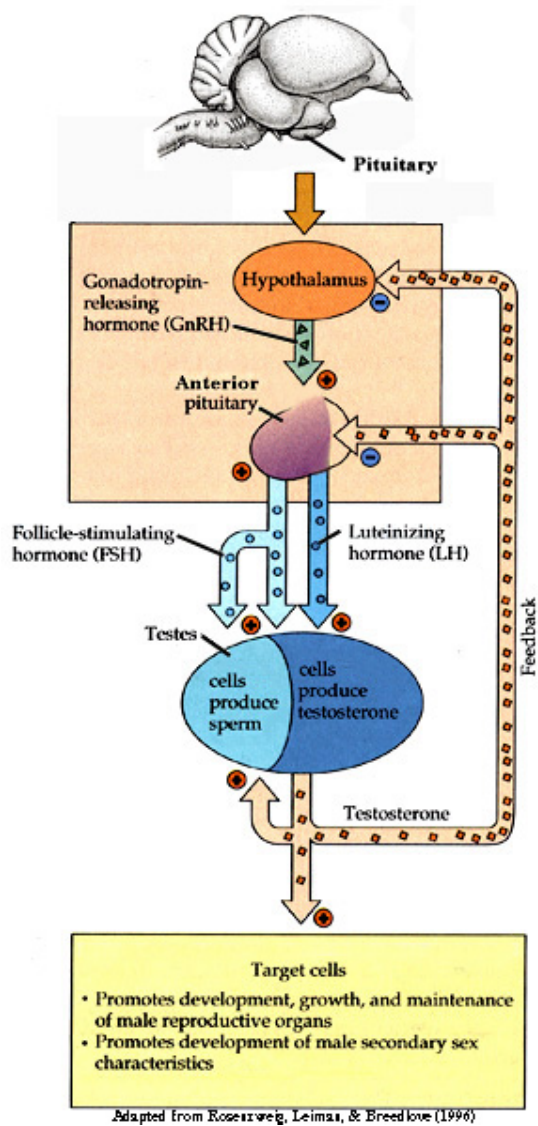 Pituitary
Hypothalamus
Gonadotropin-
releasing
hormone (GnRH)
Anterior
pituitary
Follicle-stimulating
hormone (FSH)
Luteinizing
hormone (LH)
Testes
cells
produce
sperm
cells
produce
testosterone
Feedback
Testosterone
Target cells
• Promotes development, growth, and maintenance
of male reproductive organs
• Promotes development of male secondary sex
characteristics
Adapted from Rosenzweig, Leiman, & Breedlove (1996)